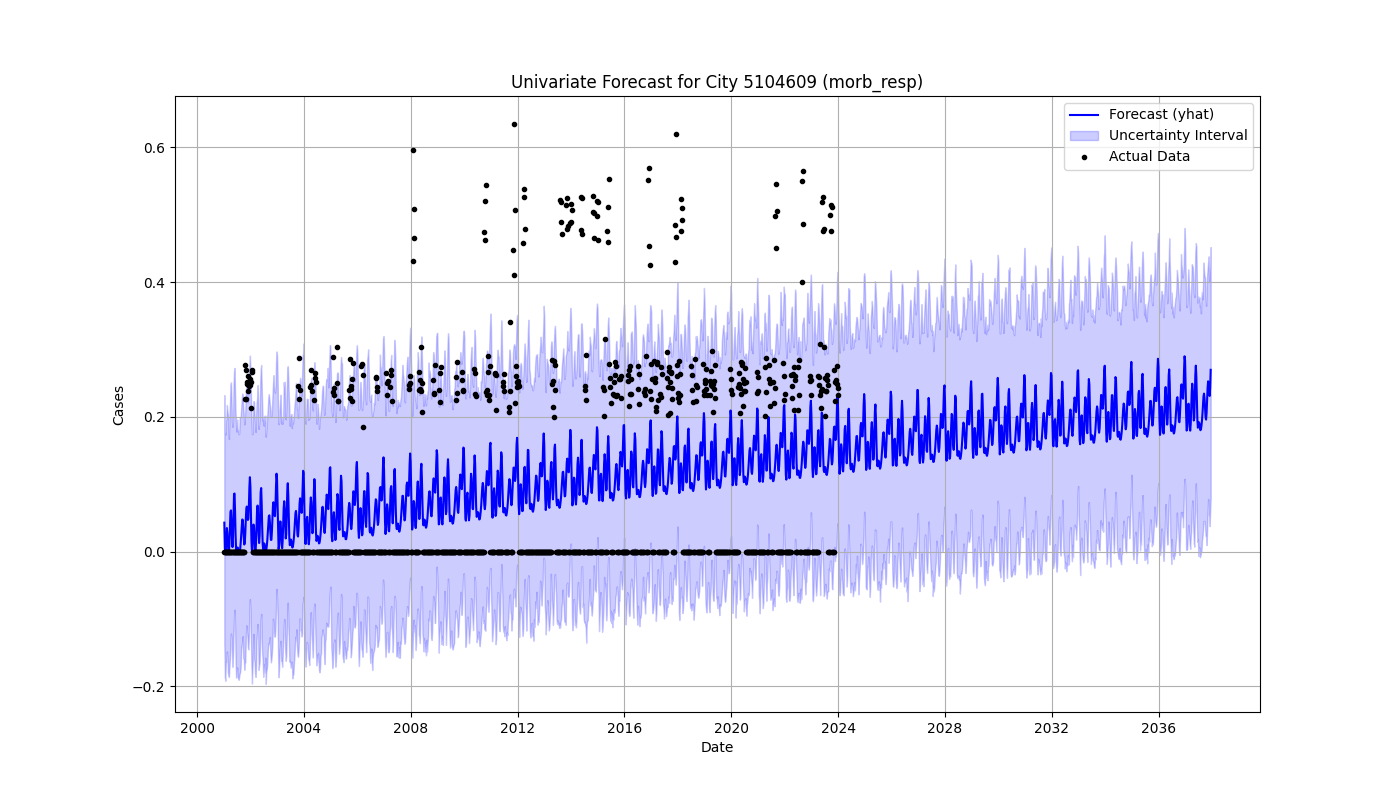 Univariate Forecast for City 5104609 (morb_resp)
Forecast (yhat)
Uncertainty Interval
Actual Data
Cases
0.6
0.4
0.2
0.0
−0.2
2000 2004 2008 2012 2016 2020 2024 2028 2032 2036
Date